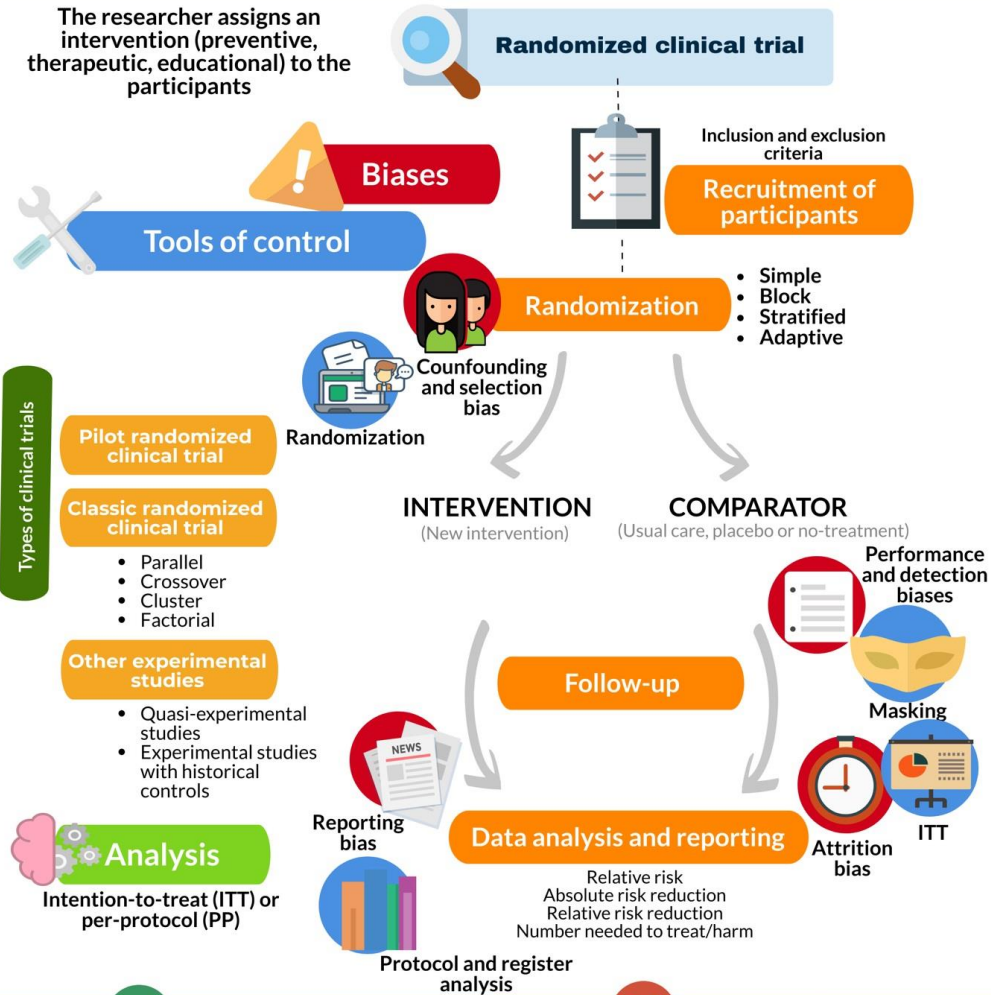 The researcher assigns an
intervention (preventive,
therapeutic, educational) to the
participants
Randomized clinical trial
Biases
Tools of control
Inclusion and exclusion
criteria
Recruitment of
participants
Randomization
• Simple
• Block
• Stratified
• Adaptive
Counfounding
and selection
bias
Randomization
Types of clinical trials
Pilot randomized
clinical trial
Classic randomized
clinical trial
• Parallel
• Crossover
• Cluster
• Factorial
Other experimental
studies
• Quasi-experimental
studies
• Experimental studies
with historical
controls
INTERVENTION
(New intervention)
COMPARATOR
(Usual care, placebo or no-treatment)
Performance
and detection
biases
Masking
Follow-up
NEWS
Reporting
bias
Attrition
bias
ITT
Data analysis and reporting
Relative risk
Absolute risk reduction
Relative risk reduction
Number needed to treat/harm
Analysis
Intention-to-treat (ITT) or
per-protocol (PP)
Protocol and register
analysis